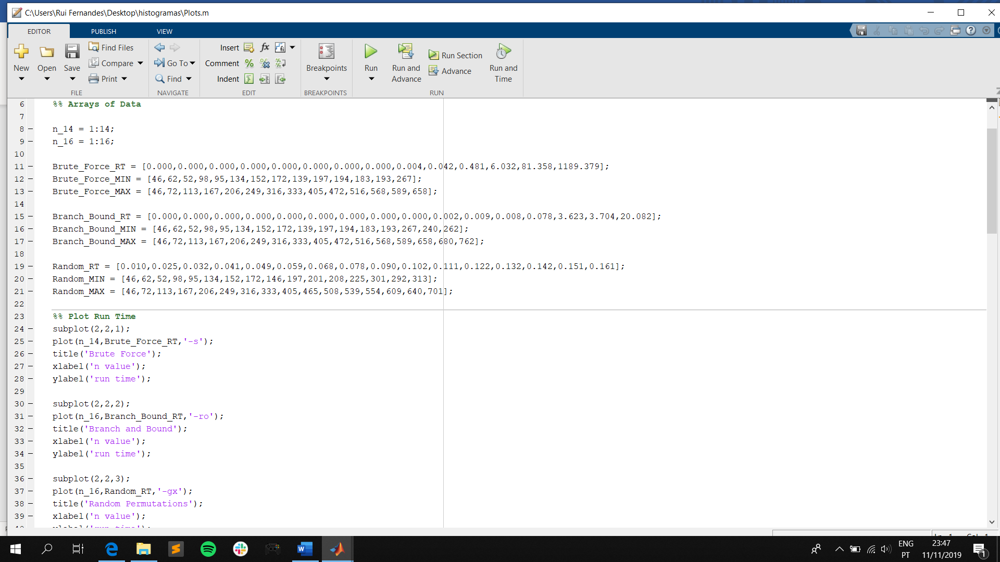 C:\Users\Rui Fernandes\Desktop\histogramas\Plots.m
EDITOR PUBLISH VIEW
New Open Save
Find Files
Compare
Print
FILE
Go To
Find
NAVIGATE
Insert fx
Comment
Indent
EDIT
Breakpoints
BREAKPOINTS
Run
Run and Advance
Run Section
Advance
Run and Time
RUN
6 %% Arrays of Data
7
8 – n_14 = 1:14;
9 – n_16 = 1:16;
10
11 – Brute_Force_RT = [0.000,0.000,0.000,0.000,0.000,0.000,0.000,0.000,0.004,0.042,0.481,6.032,81.358,1189.379];
12 – Brute_Force_MIN = [46,62,52,98,95,134,152,172,139,197,194,183,193,267];
13 – Brute_Force_MAX = [46,72,113,167,206,249,316,333,405,472,516,568,589,658];
14
15 – Branch_Bound_RT = [0.000,0.000,0.000,0.000,0.000,0.000,0.000,0.000,0.000,0.002,0.009,0.008,0.078,3.623,3.704,20.082];
16 – Branch_Bound_MIN = [46,62,52,98,95,134,152,172,139,197,194,183,193,267,240,262];
17 – Branch_Bound_MAX = [46,72,113,167,206,249,316,333,405,472,516,568,589,658,680,762];
18
19 – Random_RT = [0.010,0.025,0.032,0.041,0.049,0.059,0.068,0.078,0.090,0.102,0.111,0.122,0.132,0.142,0.151,0.161];
20 – Random_MIN = [46,62,52,98,95,134,152,172,146,197,201,208,225,301,292,313];
21 – Random_MAX = [46,72,113,167,206,249,316,333,405,465,508,539,554,609,640,701];
22
23 %% Plot Run Time
24 – subplot(2,2,1);
25 – plot(n_14,Brute_Force_RT,'-s');
26 – title('Brute Force');
27 – xlabel('n value');
28 – ylabel('run time');
29
30 – subplot(2,2,2);
31 – plot(n_16,Branch_Bound_RT,'-ro');
32 – title('Branch and Bound');
33 – xlabel('n value');
34 – ylabel('run time');
35
36 – subplot(2,2,3);
37 – plot(n_16,Random_RT,'-gx');
38 – title('Random Permutations');
39 – xlabel('n value');
ENG
PT
23:47
11/11/2019
1